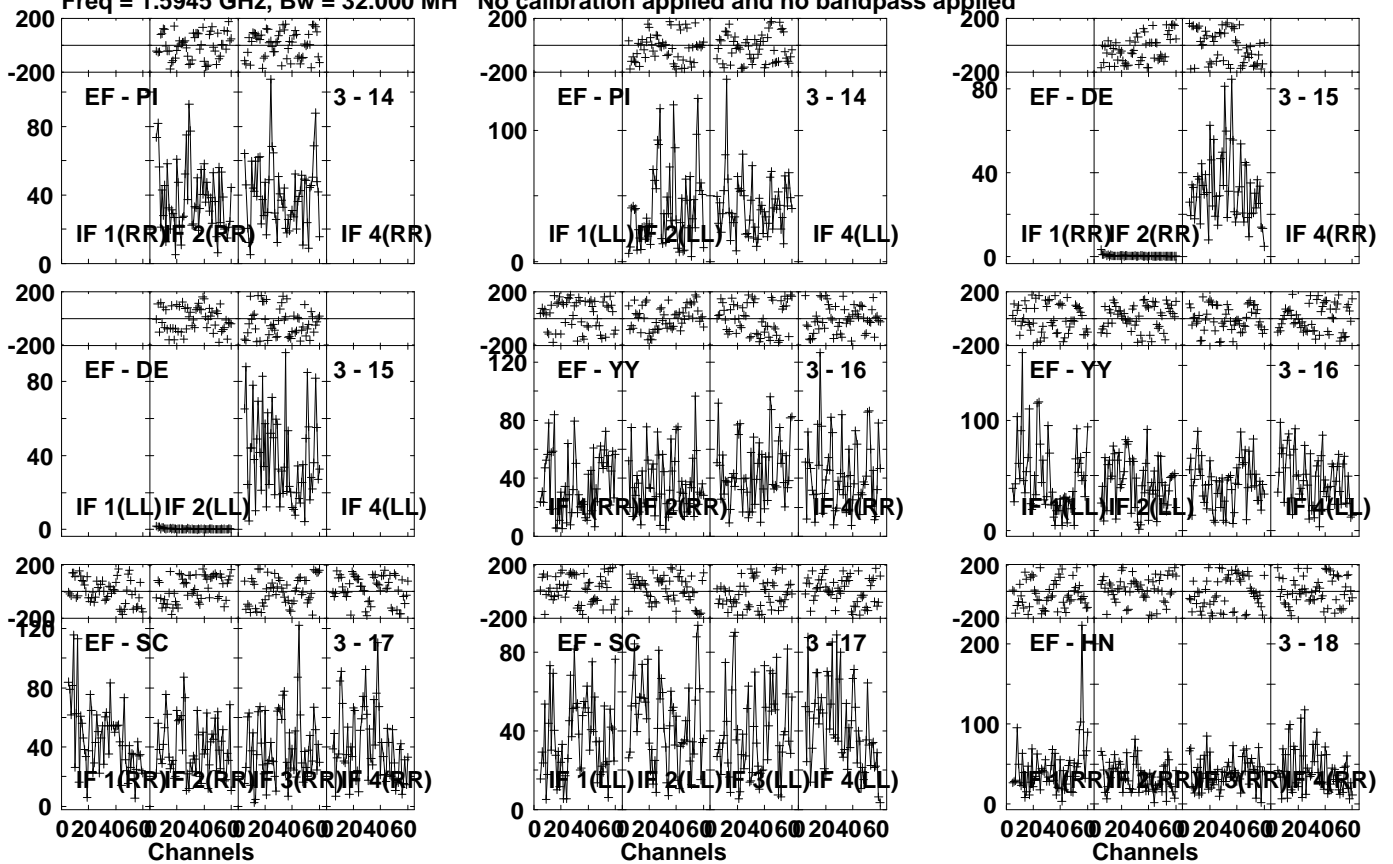 Freq = 1.5945 GHz, Bw = 32.000 MH No calibration applied and no bandpass applied
200
-200
EF - PI 3 - 14
80
40
0
IF 1(RR) IF 2(RR) IF 4(RR)
200
-200
EF - PI 3 - 14
100
0
IF 1(LL) IF 2(LL) IF 4(LL)
200
-200
EF - DE 3 - 15
80
40
0
IF 1(RR) IF 2(RR) IF 4(RR)
200
-200
EF - DE 3 - 15
80
40
0
IF 1(LL) IF 2(LL) IF 4(LL)
200
-200
120
EF - YY 3 - 16
80
40
0
IF 1(RR) IF 2(RR) IF 4(RR)
200
-200
EF - YY 3 - 16
100
0
IF 1(LL) IF 2(LL) IF 4(LL)
200
-200
120
EF - SC 3 - 17
80
40
0
IF 1(RR) IF 2(RR) IF 3(RR) IF 4(RR)
0 20 40 60 0 20 40 60 0 20 40 60 0 20 40 60
Channels
200
-200
EF - SC 3 - 17
80
40
0
IF 1(LL) IF 2(LL) IF 3(LL) IF 4(LL)
0 20 40 60 0 20 40 60 0 20 40 60 0 20 40 60
Channels
200
-200
EF - HN 3 - 18
200
100
0
IF 1(RR) IF 2(RR) IF 3(RR) IF 4(RR)
0 20 40 60 0 20 40 60 0 20 40 60 0 20 40 60
Channels